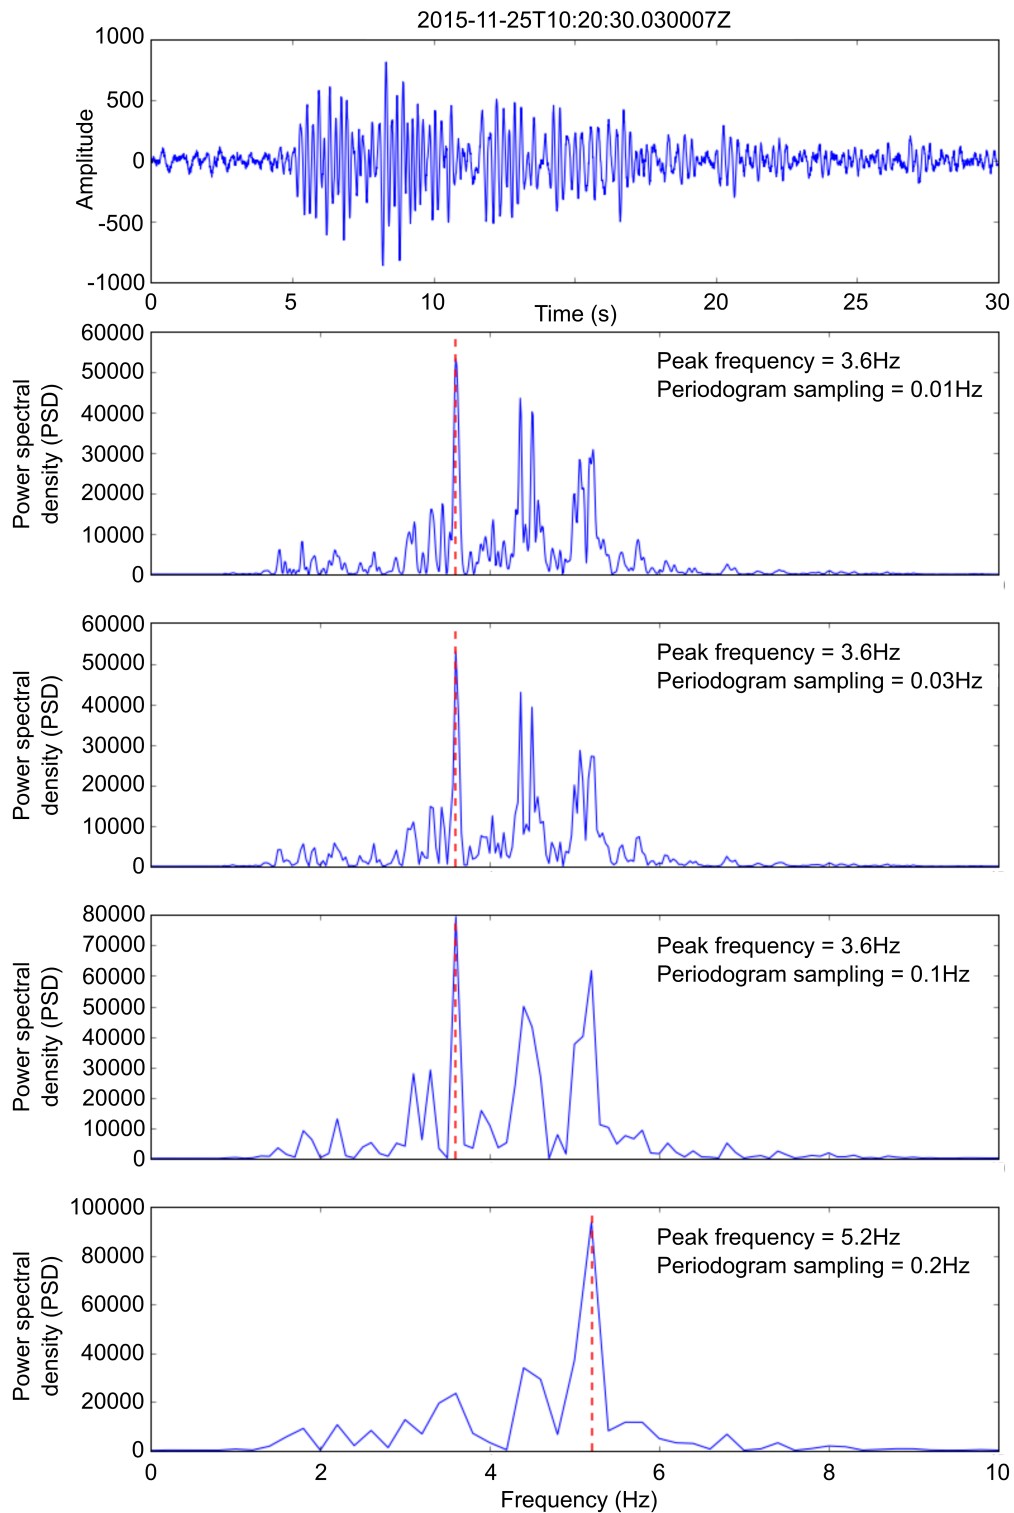 2015-11-25T10:20:30.030007Z
1000
500
0
-500
-1000
Amplitude
0 5 10 20 25 30
Time (s)
60000
50000
40000
30000
20000
10000
0
Power spectral
density (PSD)
Peak frequency = 3.6Hz
Periodogram sampling = 0.01Hz
60000
50000
40000
30000
20000
10000
0
Power spectral
density (PSD)
Peak frequency = 3.6Hz
Periodogram sampling = 0.03Hz
80000
70000
60000
50000
40000
30000
20000
10000
0
Power spectral
density (PSD)
Peak frequency = 3.6Hz
Periodogram sampling = 0.1Hz
100000
80000
60000
40000
20000
0
Power spectral
density (PSD)
Peak frequency = 5.2Hz
Periodogram sampling = 0.2Hz
0 2 4 6 8 10
Frequency (Hz)